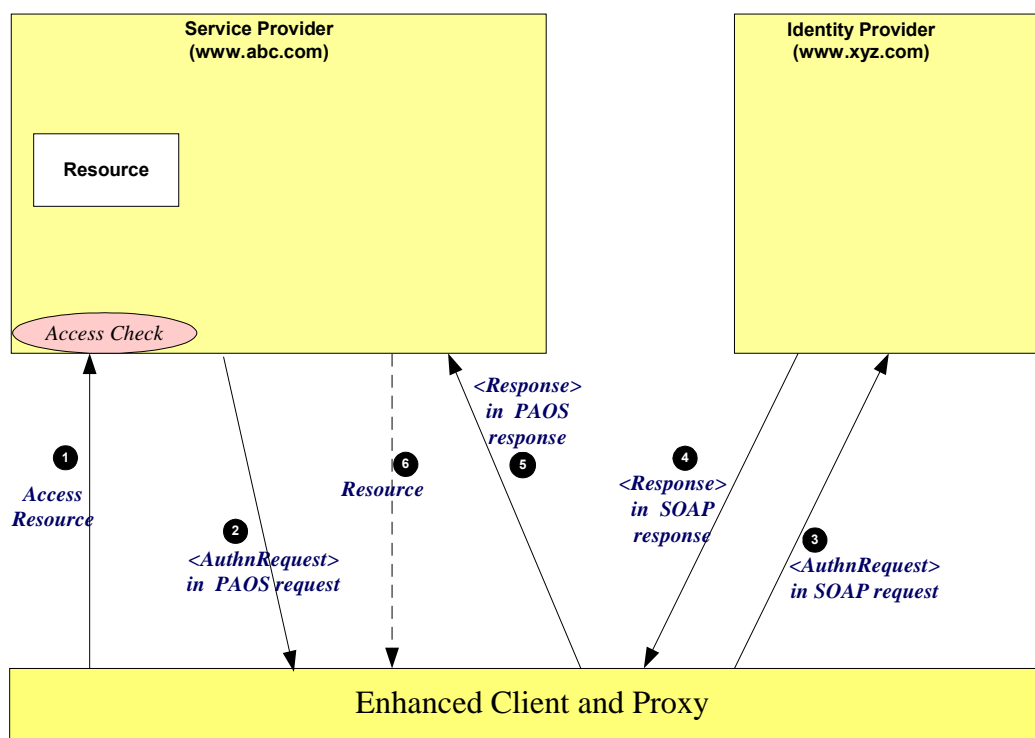 Service Provider
(www.abc.com)
Identity Provider
(www.xyz.com)
Resource
Access Check
1
Access
Resource
2
<AuthnRequest>
in PAOS request
6
Resource
<Response>
in PAOS
response
5
4
<Response>
in SOAP
response
3
<AuthnRequest>
in SOAP request
Enhanced Client and Proxy